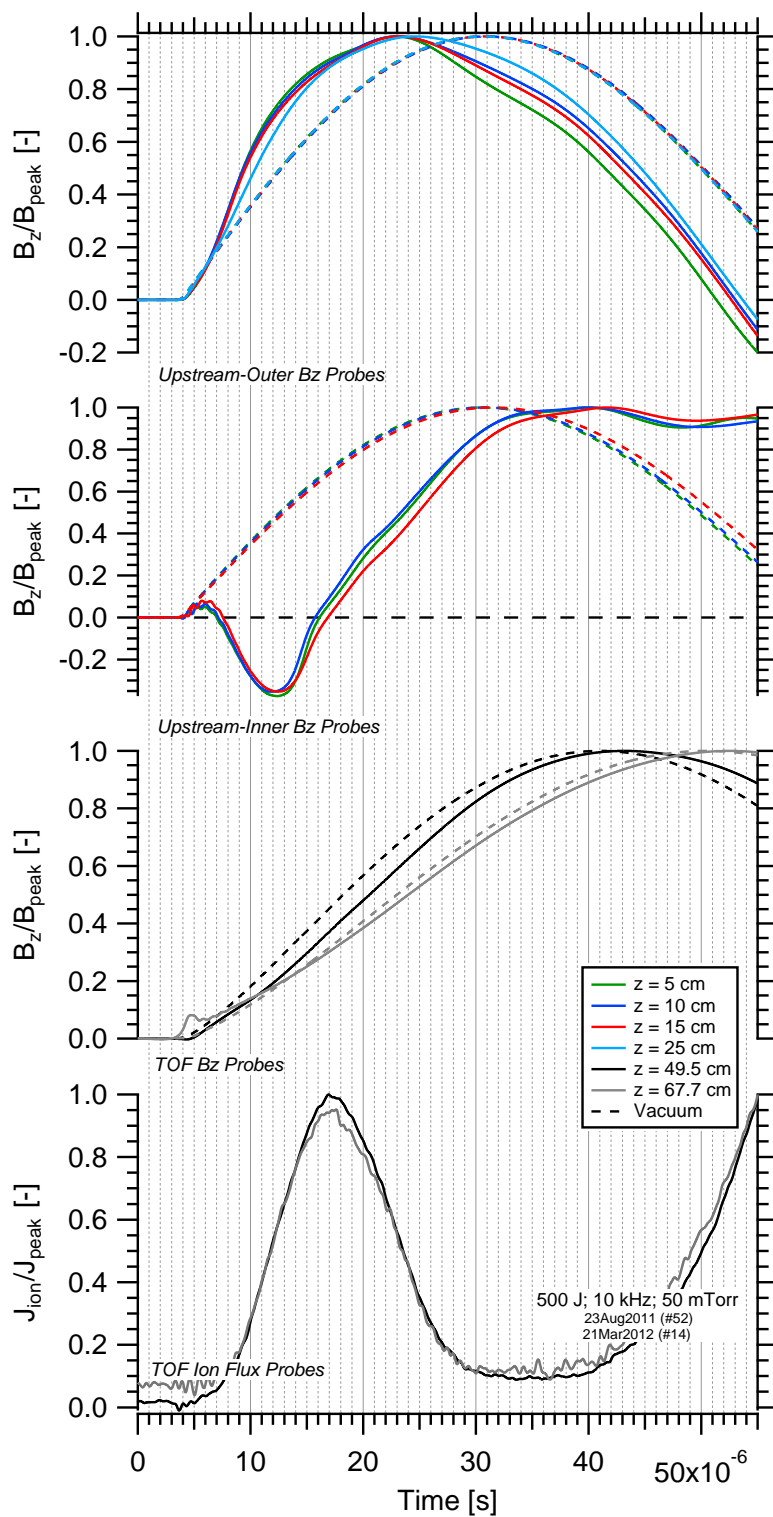 1.0
0.8
0.6
0.4
0.2
0.0
-0.2
Bz/Bpeak [-]
Upstream-Outer Bz Probes
1.0
0.8
0.6
0.4
0.2
0.0
-0.2
Bz/Bpeak [-]
Upstream-Inner Bz Probes
1.0
0.8
0.6
0.4
0.2
0.0
Bz/Bpeak [-]
TOF Bz Probes
z = 5 cm
z = 10 cm
z = 15 cm
z = 25 cm
z = 49.5 cm
z = 67.7 cm
Vacuum
1.0
0.8
0.6
0.4
0.2
0.0
Jion/Jpeak [-]
500 J; 10 kHz; 50 mTorr
23Aug2011 (#52)
21Mar2012 (#14)
TOF Ion Flux Probes
0 10 20 30 40 50x10-6
Time [s]